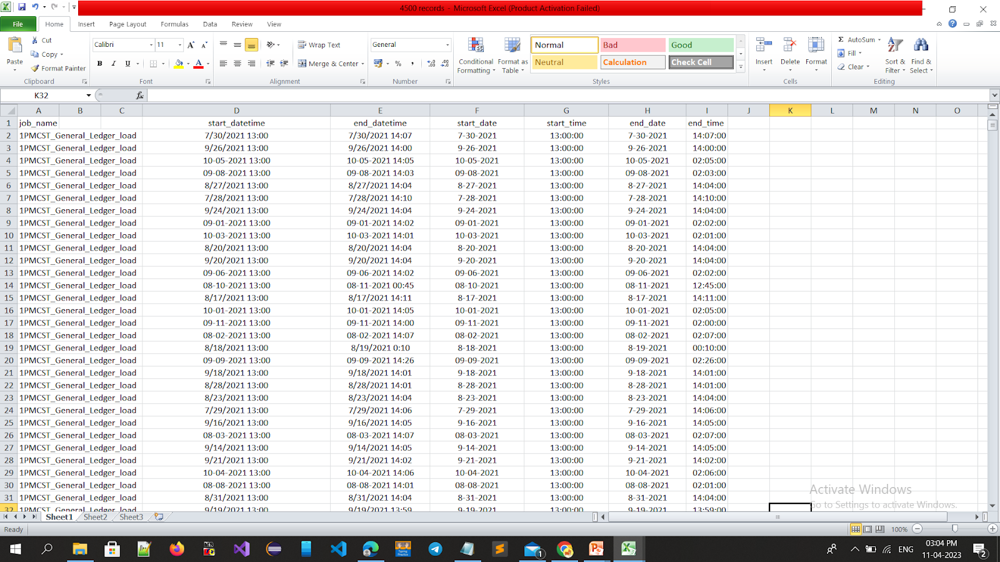 4500 records - Microsoft Excel (Product Activation Failed)
File Home Insert Page Layout Formulas Data Review View
Cut
Copy
Format Painter
Paste
Clipboard
Calibri 11
B I U
Font
Wrap Text
Merge & Center
Alignment
General
%
Number
Conditional Formatting
Format as Table
Normal Bad Good
Neutral Calculation Check Cell
Styles
Insert Delete Format
Cells
AutoSum
Fill
Clear
Sort & Filter
Find & Select
Editing
K32 fx
A B C D E F G H I J K L M N O
1 job_name start_datetime end_datetime start_date start_time end_date end_time
2 1PMCST_General_Ledger_load 7/30/2021 13:00 7/30/2021 14:07 7-30-2021 13:00:00 7-30-2021 14:07:00
3 1PMCST_General_Ledger_load 9/26/2021 13:00 9/26/2021 14:00 9-26-2021 13:00:00 9-26-2021 14:00:00
4 1PMCST_General_Ledger_load 10-05-2021 13:00 10-05-2021 14:05 10-05-2021 13:00:00 10-05-2021 02:05:00
5 1PMCST_General_Ledger_load 09-08-2021 13:00 09-08-2021 14:03 09-08-2021 13:00:00 09-08-2021 02:03:00
6 1PMCST_General_Ledger_load 8/27/2021 13:00 8/27/2021 14:04 8-27-2021 13:00:00 8-27-2021 14:04:00
7 1PMCST_General_Ledger_load 7/28/2021 13:00 7/28/2021 14:10 7-28-2021 13:00:00 7-28-2021 14:10:00
8 1PMCST_General_Ledger_load 9/24/2021 13:00 9/24/2021 14:04 9-24-2021 13:00:00 9-24-2021 14:04:00
9 1PMCST_General_Ledger_load 09-01-2021 13:00 09-01-2021 14:02 09-01-2021 13:00:00 09-01-2021 02:02:00
10 1PMCST_General_Ledger_load 10-03-2021 13:00 10-03-2021 14:01 10-03-2021 13:00:00 10-03-2021 02:01:00
11 1PMCST_General_Ledger_load 8/20/2021 13:00 8/20/2021 14:04 8-20-2021 13:00:00 8-20-2021 14:04:00
12 1PMCST_General_Ledger_load 9/20/2021 13:00 9/20/2021 14:04 9-20-2021 13:00:00 9-20-2021 14:04:00
13 1PMCST_General_Ledger_load 09-06-2021 13:00 09-06-2021 14:02 09-06-2021 13:00:00 09-06-2021 02:02:00
14 1PMCST_General_Ledger_load 08-10-2021 13:00 08-11-2021 00:45 08-10-2021 13:00:00 08-11-2021 12:45:00
15 1PMCST_General_Ledger_load 8/17/2021 13:00 8/17/2021 14:11 8-17-2021 13:00:00 8-17-2021 14:11:00
16 1PMCST_General_Ledger_load 10-01-2021 13:00 10-01-2021 14:05 10-01-2021 13:00:00 10-01-2021 02:05:00
17 1PMCST_General_Ledger_load 09-11-2021 13:00 09-11-2021 14:00 09-11-2021 13:00:00 09-11-2021 02:00:00
18 1PMCST_General_Ledger_load 08-02-2021 13:00 08-02-2021 14:07 08-02-2021 13:00:00 08-02-2021 02:07:00
19 1PMCST_General_Ledger_load 8/18/2021 13:00 8/19/2021 0:10 8-18-2021 13:00:00 8-19-2021 00:10:00
20 1PMCST_General_Ledger_load 09-09-2021 13:00 09-09-2021 14:26 09-09-2021 13:00:00 09-09-2021 02:26:00
21 1PMCST_General_Ledger_load 9/18/2021 13:00 9/18/2021 14:01 9-18-2021 13:00:00 9-18-2021 14:01:00
22 1PMCST_General_Ledger_load 8/28/2021 13:00 8/28/2021 14:01 8-28-2021 13:00:00 8-28-2021 14:01:00
23 1PMCST_General_Ledger_load 8/23/2021 13:00 8/23/2021 14:04 8-23-2021 13:00:00 8-23-2021 14:04:00
24 1PMCST_General_Ledger_load 7/29/2021 13:00 7/29/2021 14:06 7-29-2021 13:00:00 7-29-2021 14:06:00
25 1PMCST_General_Ledger_load 9/16/2021 13:00 9/16/2021 14:05 9-16-2021 13:00:00 9-16-2021 14:05:00
26 1PMCST_General_Ledger_load 08-03-2021 13:00 08-03-2021 14:07 08-03-2021 13:00:00 08-03-2021 02:07:00
27 1PMCST_General_Ledger_load 9/14/2021 13:00 9/14/2021 14:05 9-14-2021 13:00:00 9-14-2021 14:05:00
28 1PMCST_General_Ledger_load 9/21/2021 13:00 9/21/2021 14:02 9-21-2021 13:00:00 9-21-2021 14:02:00
29 1PMCST_General_Ledger_load 10-04-2021 13:00 10-04-2021 14:06 10-04-2021 13:00:00 10-04-2021 02:06:00
30 1PMCST_General_Ledger_load 08-08-2021 13:00 08-08-2021 14:01 08-08-2021 13:00:00 08-08-2021 02:01:00
31 1PMCST_General_Ledger_load 8/31/2021 13:00 8/31/2021 14:04 8-31-2021 13:00:00 8-31-2021 14:04:00
32 1PMCST_General_Ledger_load 9/19/2021 13:00 9/19/2021 13:59 9-19-2021 13:00:00 9-19-2021 13:59:00
Activate Windows
Go to Settings to activate Windows.
Sheet1 Sheet2 Sheet3
Ready 100%
ENG 03:04 PM
11-04-2023
1
2